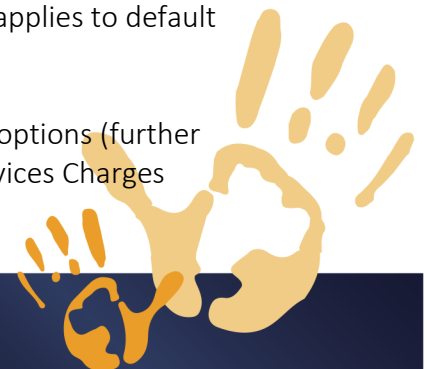 applies to default
options (further
vices Charges